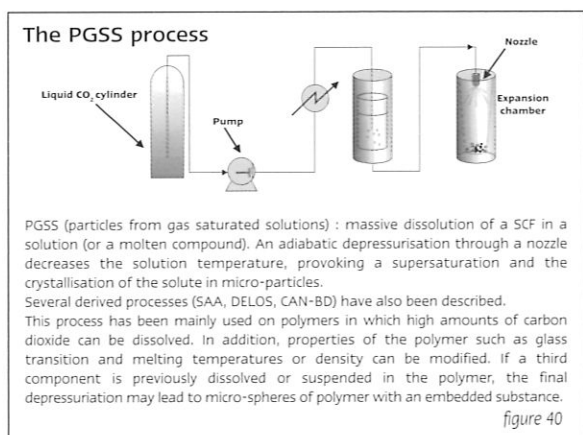 The PGSS process
Nozzle
Liquid CO₂ cylinder
Expansion
chamber
Pump
PGSS (particles from gas saturated solutions) : massive dissolution of a SCF in a
solution (or a molten compound). An adiabatic depressurisation through a nozzle
decreases the solution temperature, provoking a supersaturation and the
crystallisation of the solute in micro-particles.
Several derived processes (SAA, DELOS, CAN-BD) have also been described.
This process has been mainly used on polymers in which high amounts of carbon
dioxide can be dissolved. In addition, properties of the polymer such as glass
transition and melting temperatures or density can be modified. If a third
component is previously dissolved or suspended in the polymer, the final
depressuriation may lead to micro-spheres of polymer with an embedded substance.
figure 40